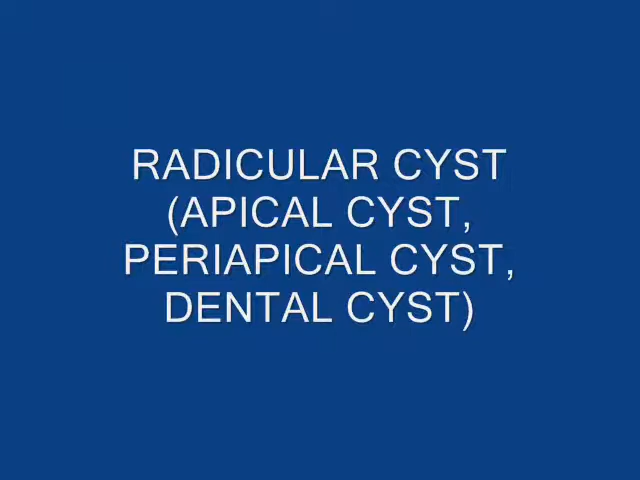 RADICULAR CYST
(APICAL CYST,
PERIAPICAL CYST,
DENTAL CYST)